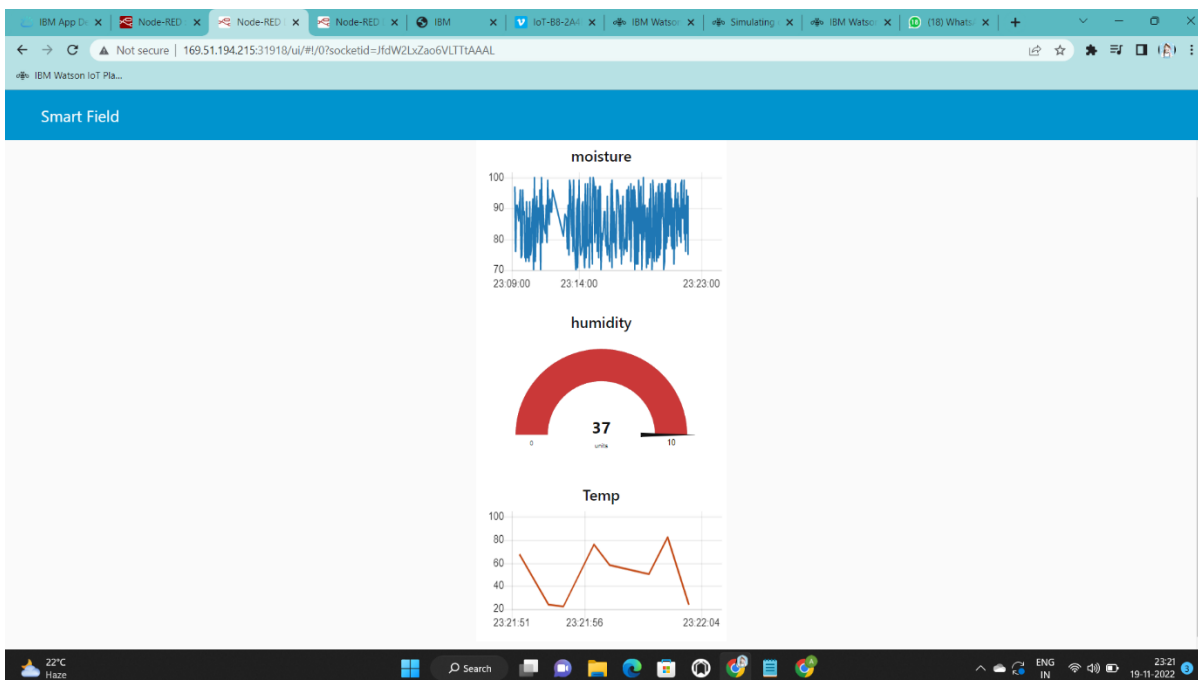 IBM App De
Node-RED
Node-RED
Node-RED
IBM
IoT-B8-2A4
IBM Watson
Simulating
IBM Watson
(18) Whats
Not secure | 169.51.194.215:31918/ui/#!/0?socketid=JfdW2LxZao6VLTTtAAAL
IBM Watson IoT Pla...
Smart Field
moisture
100
90
80
70
23:09:00 23:14:00 23:23:00
humidity
37
units
0 10
Temp
100
80
60
40
20
23:21:51 23:21:56 23:22:04
22°C
Haze
Search
ENG
IN
23:21
19-11-2022
3